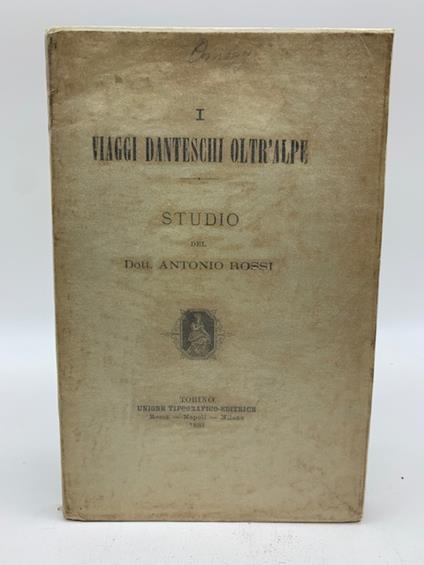 I
VIAGGI DANTESCHI OLTR'ALPE
STUDIO
DEL
Dott. ANTONIO ROSSI
TORINO
UNIONE TIPOGRAFICO-EDITRICE
Roma — Napoli — Milano